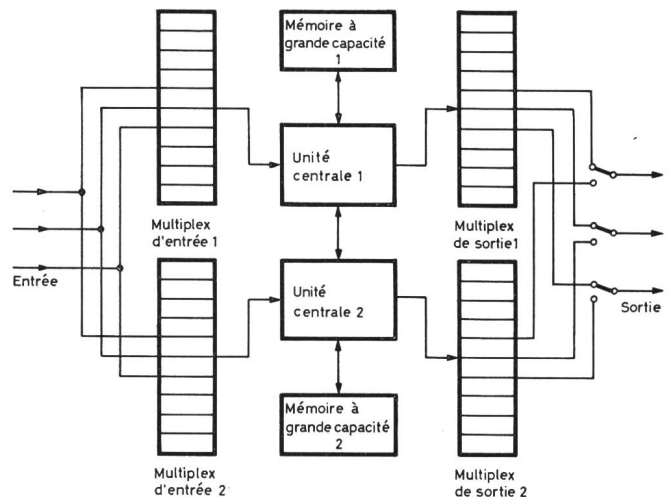 Mémoire à
grande capacité
1
Unité
centrale 1
Multiplex
d'entrée 1
Multiplex
de sortie1
Entrée
Unité
centrale 2
Sortie
Mémoire à
grande capacité
2
Multiplex
d'entrée 2
Multiplex
de sortie 2